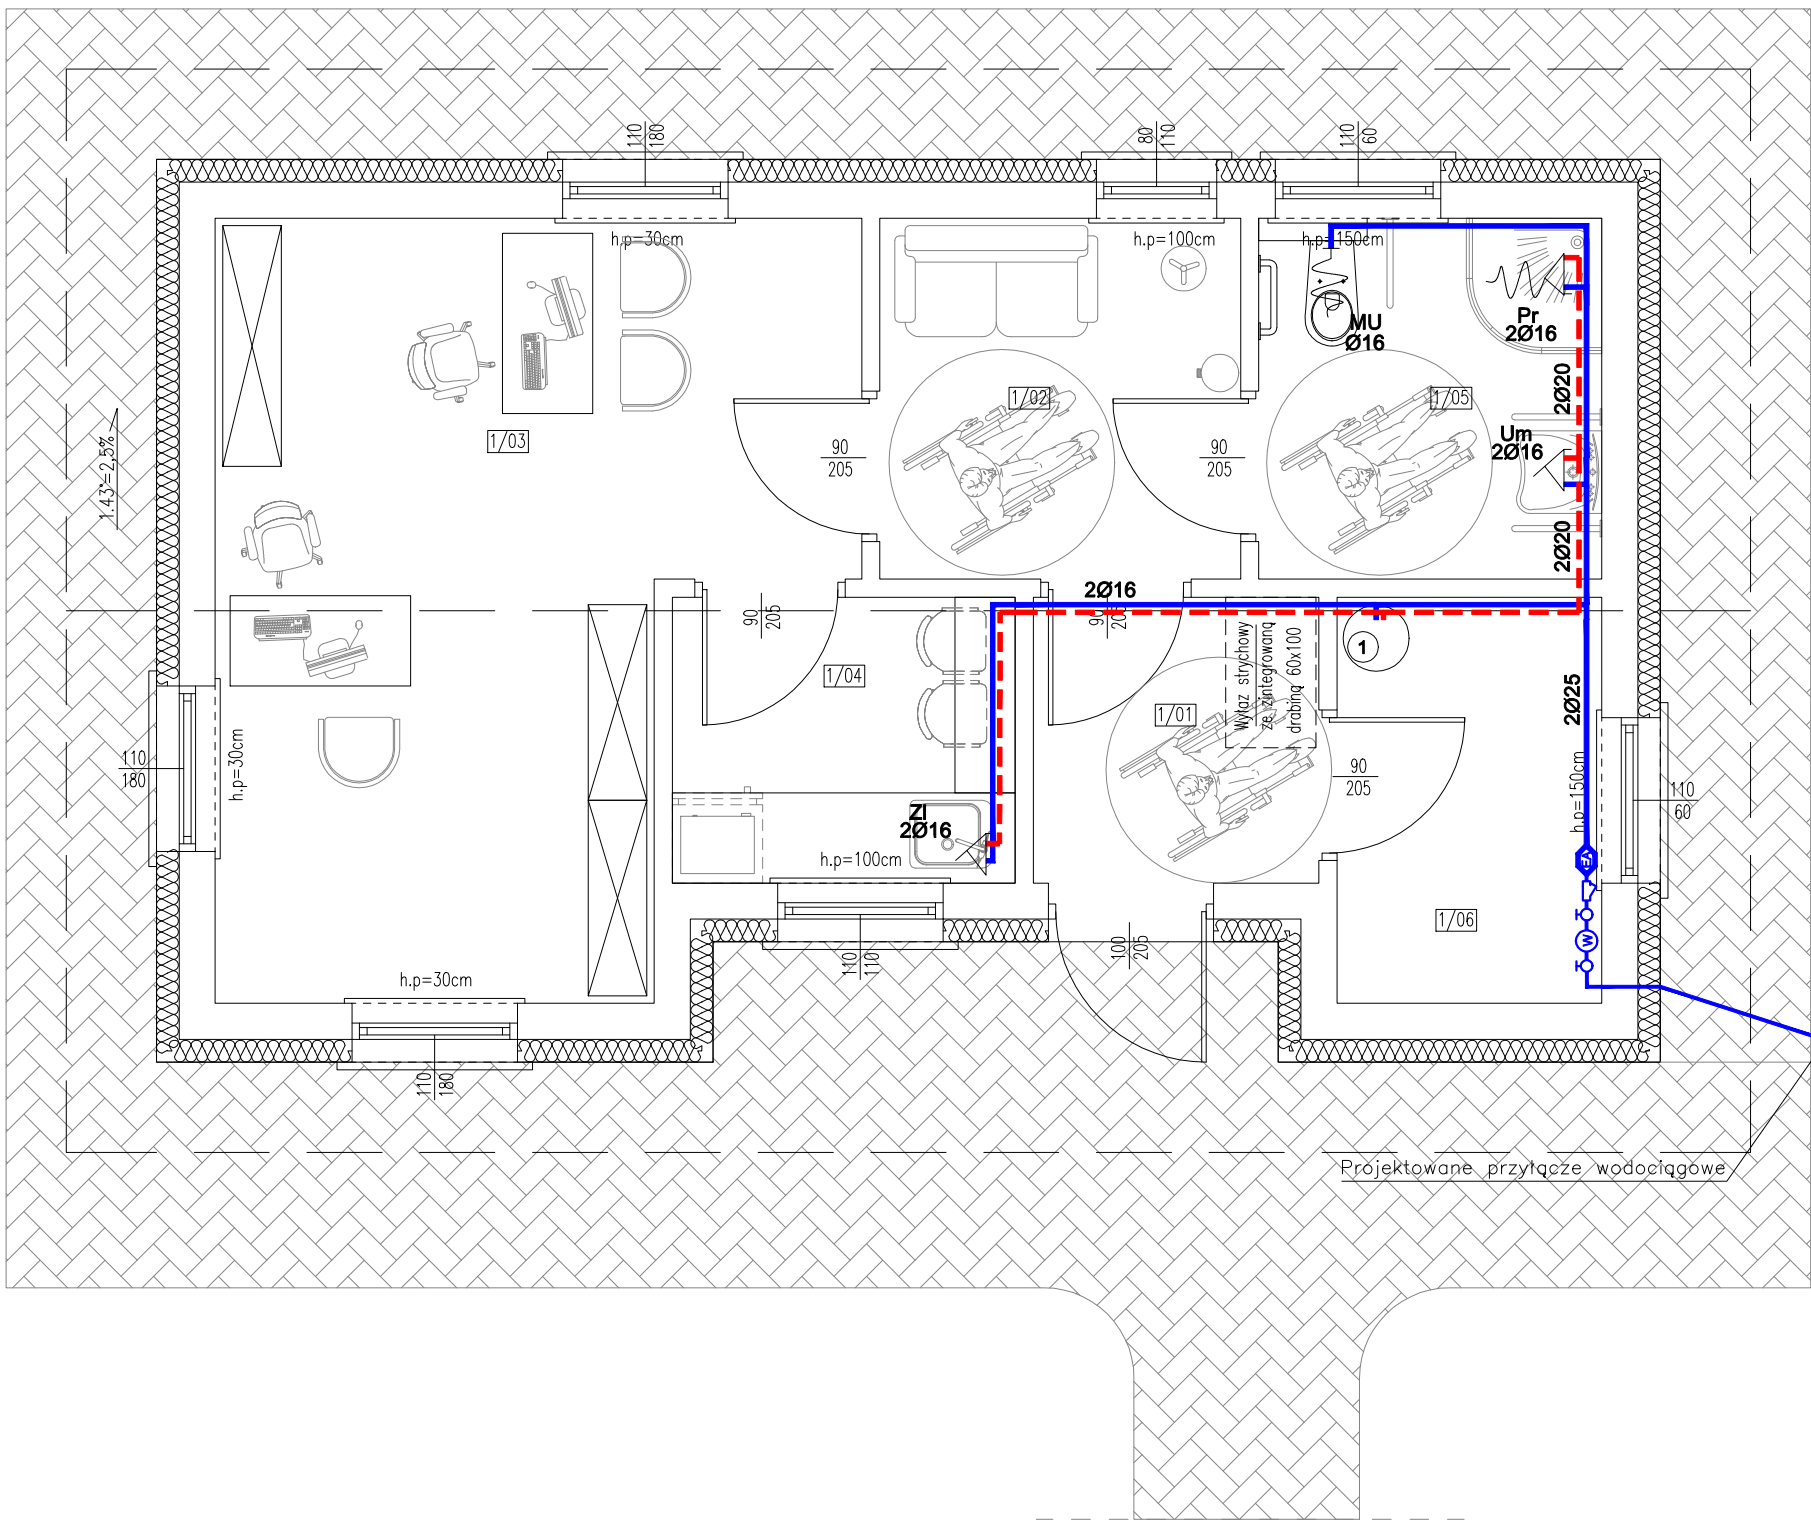 110
180
80
110
110
60
h.p=30cm
h.p=100cm
h.p=150cm
MU
Ø16
Pr
2Ø16
2Ø20
1/02
1/05
1/03
90
205
90
205
Um
2Ø16
1.43°=2,5%
2Ø20
2Ø16
90
205
90
205
Wyłaz strychowy
ze zintegrowaną
drabiną 60x100
1
1/04
1/01
2Ø25
110
180
h.p=30cm
90
205
h.p=150cm
110
60
Zl
2Ø16
h.p=100cm
EA
W
1/06
100
205
110
110
h.p=30cm
110
180
Projektowane przyłącze wodociągowe